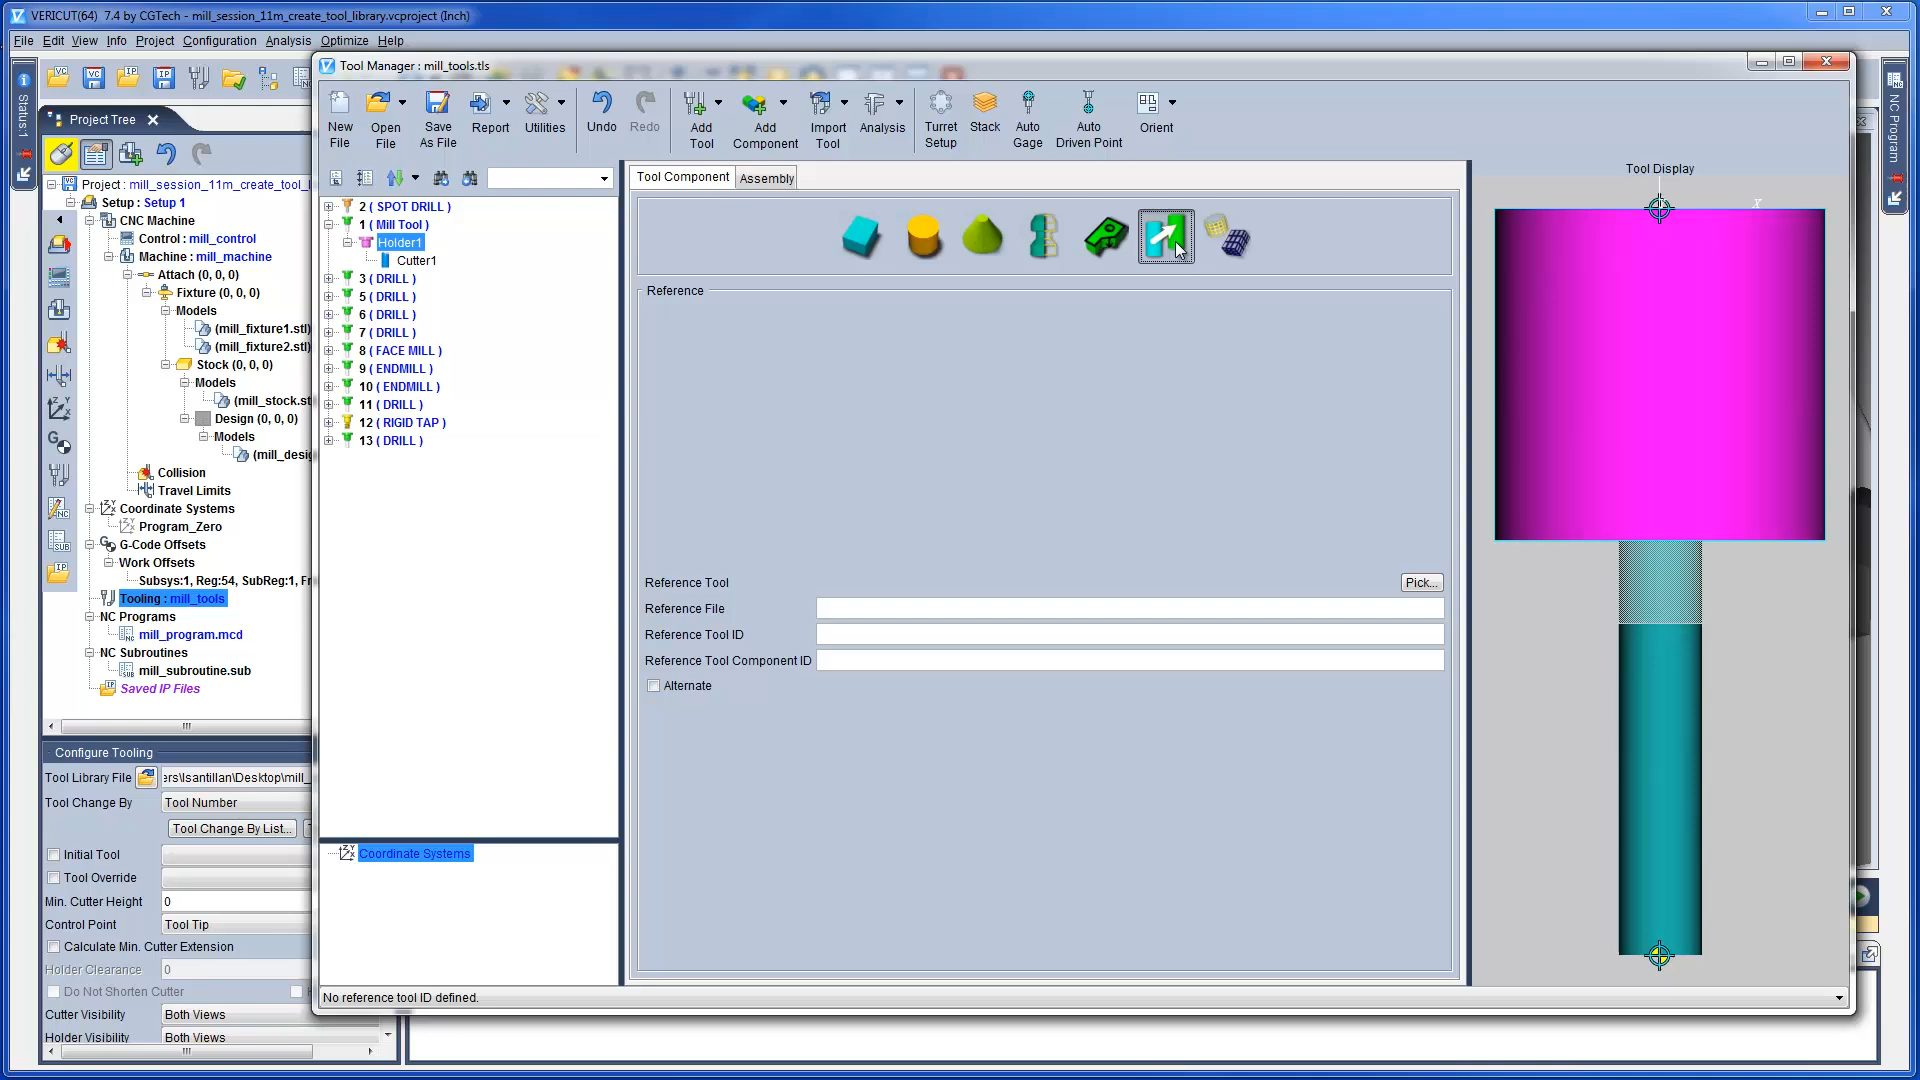 VERICUT(64)  7.4 by CGTech - mill_session_11m_create_tool_library.vcproject (Inch)
File Edit View Info Project Configuration Analysis Optimize Help
Tool Manager : mill_tools.tls
New File
Open File
Save As File
Report
Utilities
Undo
Redo
Add Tool
Add Component
Import Tool
Analysis
Turret Setup
Stack
Auto Gage
Auto Driven Point
Orient
Status:1
NC Program
Project Tree
Project : mill_session_11m_create_tool_l
Setup : Setup 1
CNC Machine
Control : mill_control
Machine : mill_machine
Attach (0, 0, 0)
Fixture (0, 0, 0)
Models
(mill_fixture1.stl)
(mill_fixture2.stl)
Stock (0, 0, 0)
Models
(mill_stock.st
Design (0, 0, 0)
Models
(mill_desig
Collision
Travel Limits
Coordinate Systems
Program_Zero
G-Code Offsets
Work Offsets
Subsys:1, Reg:54, SubReg:1, Fr
Tooling : mill_tools
NC Programs
mill_program.mcd
NC Subroutines
mill_subroutine.sub
Saved IP Files
Configure Tooling
Tool Library File ers\lsantillan\Desktop\mill_
Tool Change By Tool Number
Tool Change By List...
Initial Tool
Tool Override
Min. Cutter Height 0
Control Point Tool Tip
Calculate Min. Cutter Extension
Holder Clearance 0
Do Not Shorten Cutter
Cutter Visibility Both Views
Holder Visibility Both Views
2 ( SPOT DRILL )
1 ( Mill Tool )
Holder1
Cutter1
3 ( DRILL )
5 ( DRILL )
6 ( DRILL )
7 ( DRILL )
8 ( FACE MILL )
9 ( ENDMILL )
10 ( ENDMILL )
11 ( DRILL )
12 ( RIGID TAP )
13 ( DRILL )
Coordinate Systems
Tool Component Assembly
Reference
Reference Tool Pick...
Reference File
Reference Tool ID
Reference Tool Component ID
Alternate
Tool Display
X
No reference tool ID defined.